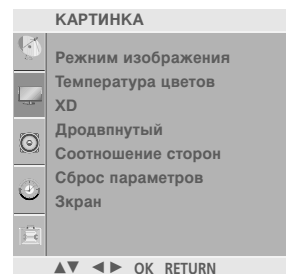 КАРТИНКА
Режим изображения
Температура цветов
XD
Дродвпнутый
Соотношение сторон
Сброс параметров
Зкран
▲▼ ◄► OK RETURN